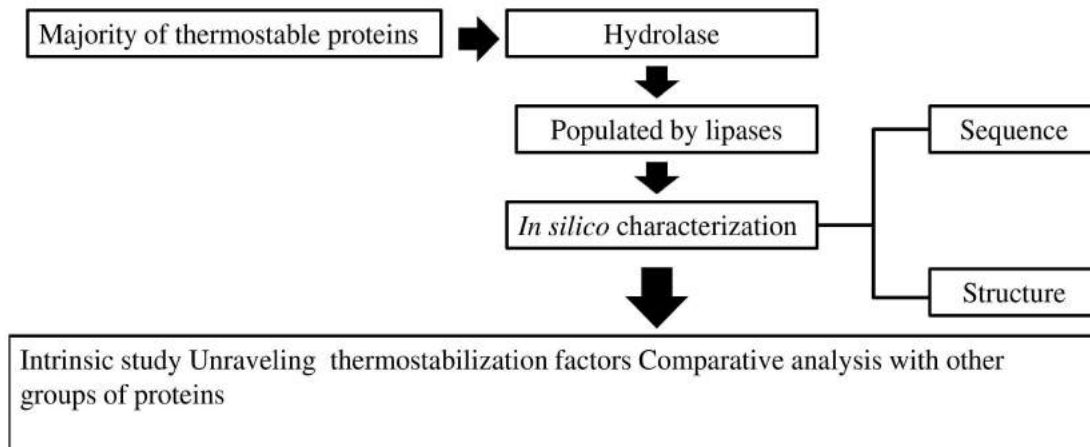 Majority of thermostable proteins
Hydrolase
Populated by lipases
Sequence
In silico characterization
Structure
Intrinsic study Unraveling thermostabilization factors Comparative analysis with other
groups of proteins